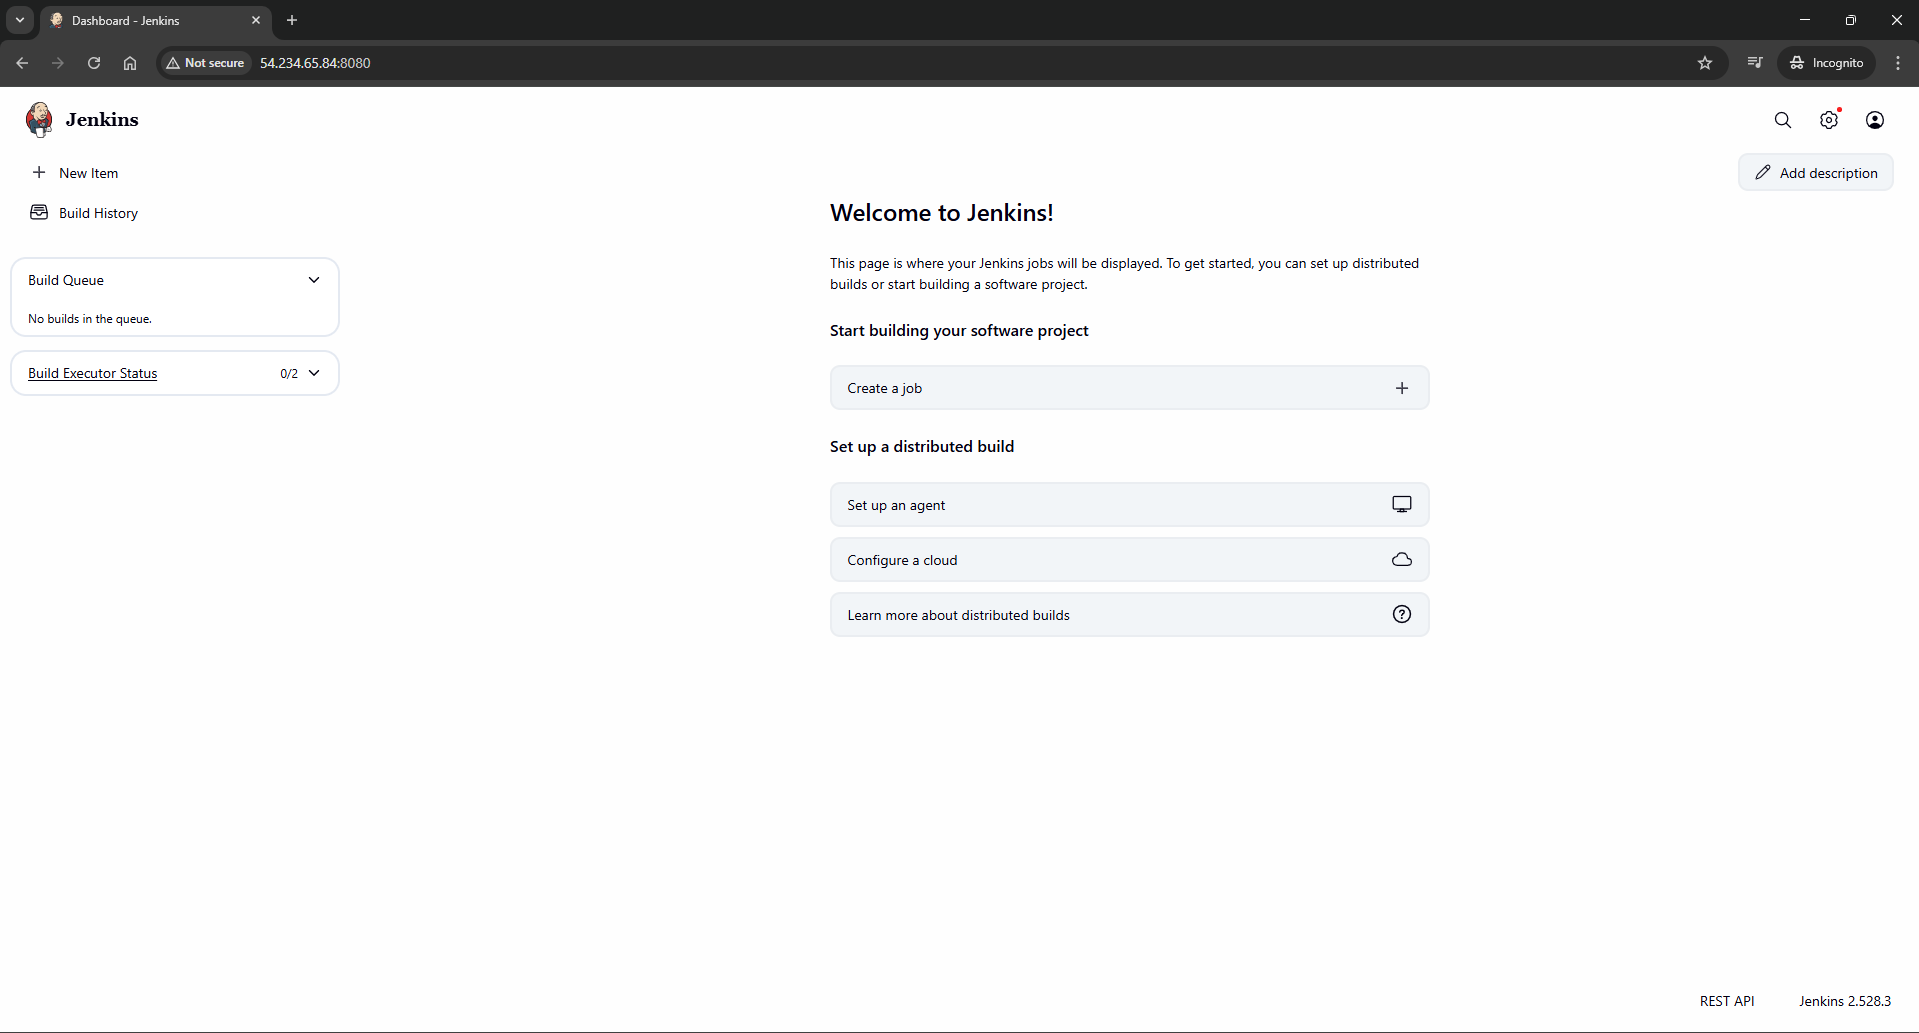 Dashboard - Jenkins
Not secure
54.234.65.84:8080
Incognito
Jenkins
New Item
Add description
Build History
Welcome to Jenkins!
This page is where your Jenkins jobs will be displayed. To get started, you can set up distributed
builds or start building a software project.
Build Queue
No builds in the queue.
Start building your software project
Build Executor Status
0/2
Create a job
Set up a distributed build
Set up an agent
Configure a cloud
Learn more about distributed builds
REST API
Jenkins 2.528.3